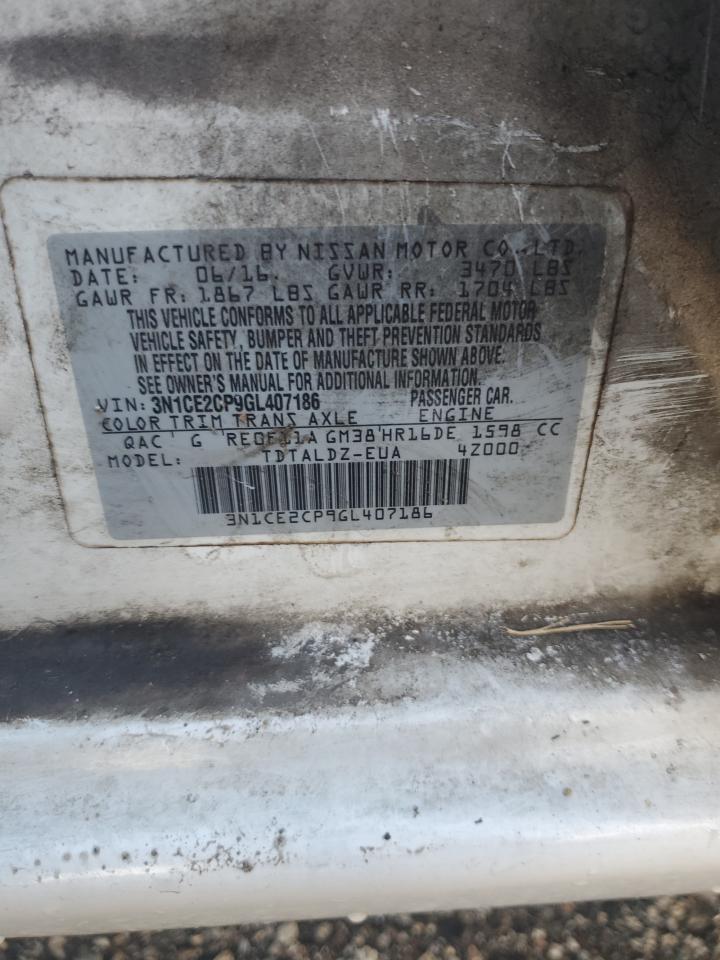 MANUFACTURED BY NISSAN MOTOR CO.,LTD.
DATE: 06/16. GVWR: 3470 LBS
GAWR FR: 1867 LBS GAWR RR: 1704 LBS
THIS VEHICLE CONFORMS TO ALL APPLICABLE FEDERAL MOTOR
VEHICLE SAFETY, BUMPER AND THEFT PREVENTION STANDARDS
IN EFFECT ON THE DATE OF MANUFACTURE SHOWN ABOVE.
SEE OWNER'S MANUAL FOR ADDITIONAL INFORMATION.
VIN: 3N1CE2CP9GL407186 PASSENGER CAR.
COLOR TRIM TRANS AXLE ENGINE
QAC' G 'RE0F11A GM38'HR16DE 1598 CC
MODEL: TDTALDZ-EUA 4Z000
3N1CE2CP9GL407186